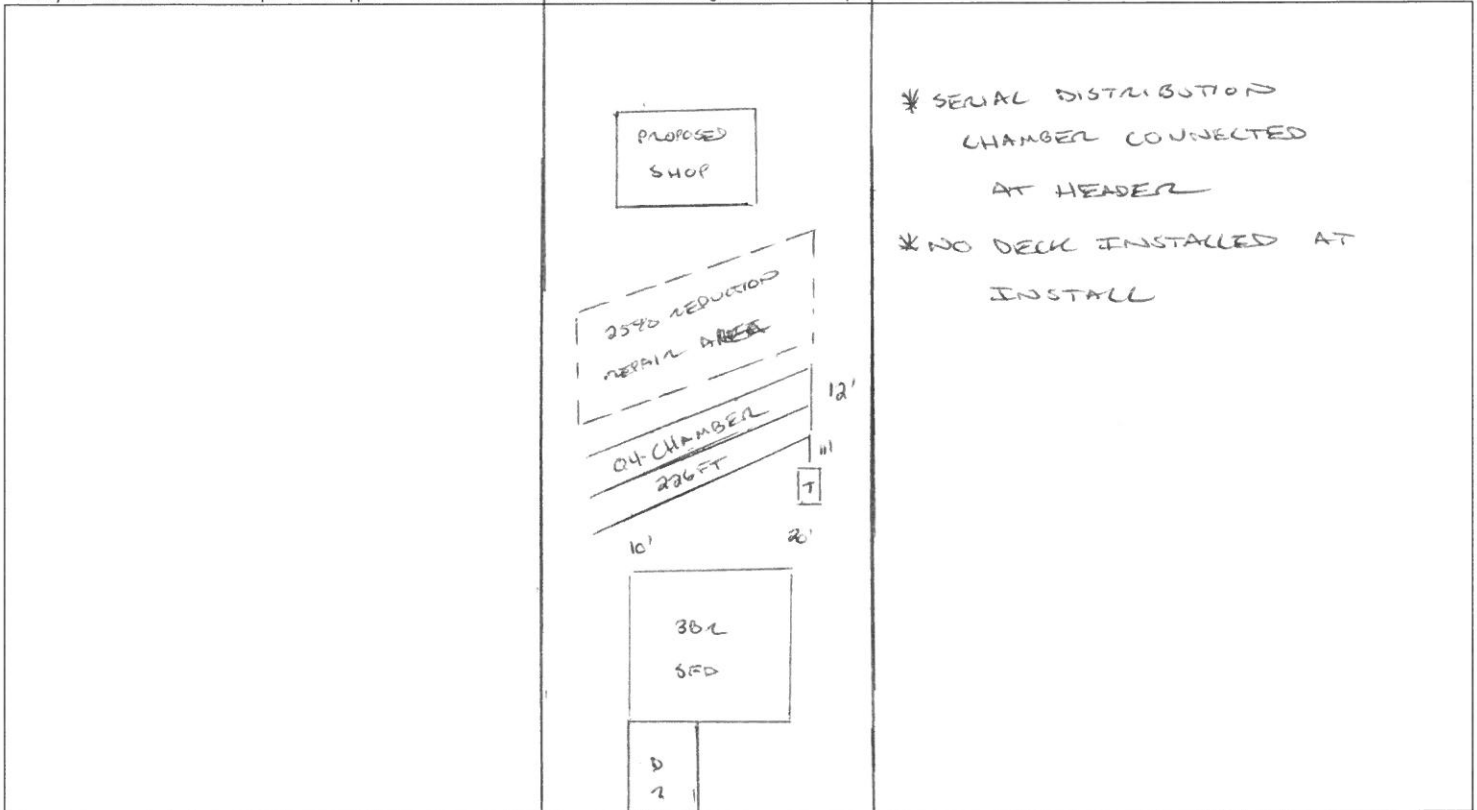 PROPOSED
SHOP
* SERIAL DISTRIBUTION
CHAMBER CONNECTED
AT HEADER
* NO DECK INSTALLED AT
INSTALL
25% REDUCTION
REPAIR AREA
12'
Q4-CHAMBER
226FT
T
10'
20'
3BR
SFD
D
R